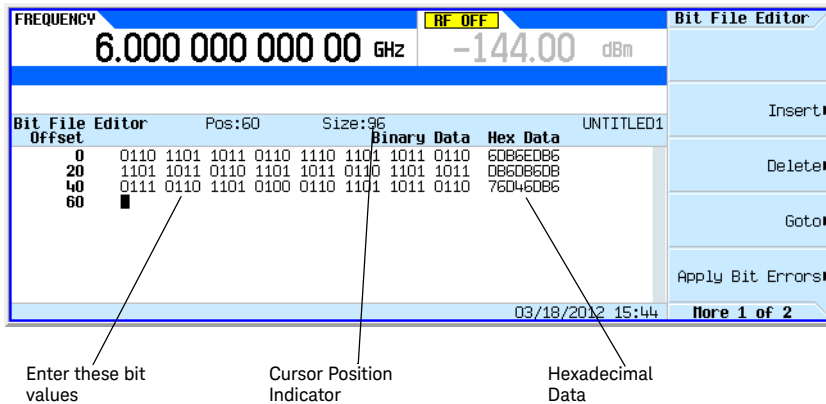 FREQUENCY
RF OFF
Bit File Editor
6.000 000 000 00 GHz
-144.00 dBm
Insert
Bit File Editor Pos:60 Size:96 UNTITLED1
Offset Binary Data Hex Data
0 0110 1101 1011 0110 1110 1101 1011 0110 6DB6EDB6
20 1101 1011 0110 1101 1011 0110 1101 1011 DB6DB6DB
40 0111 0110 1101 0100 0110 1101 1011 0110 76D46DB6
60
Delete
Goto
Apply Bit Errors
03/18/2012 15:44
More 1 of 2
Enter these bit
values
Cursor Position
Indicator
Hexadecimal
Data